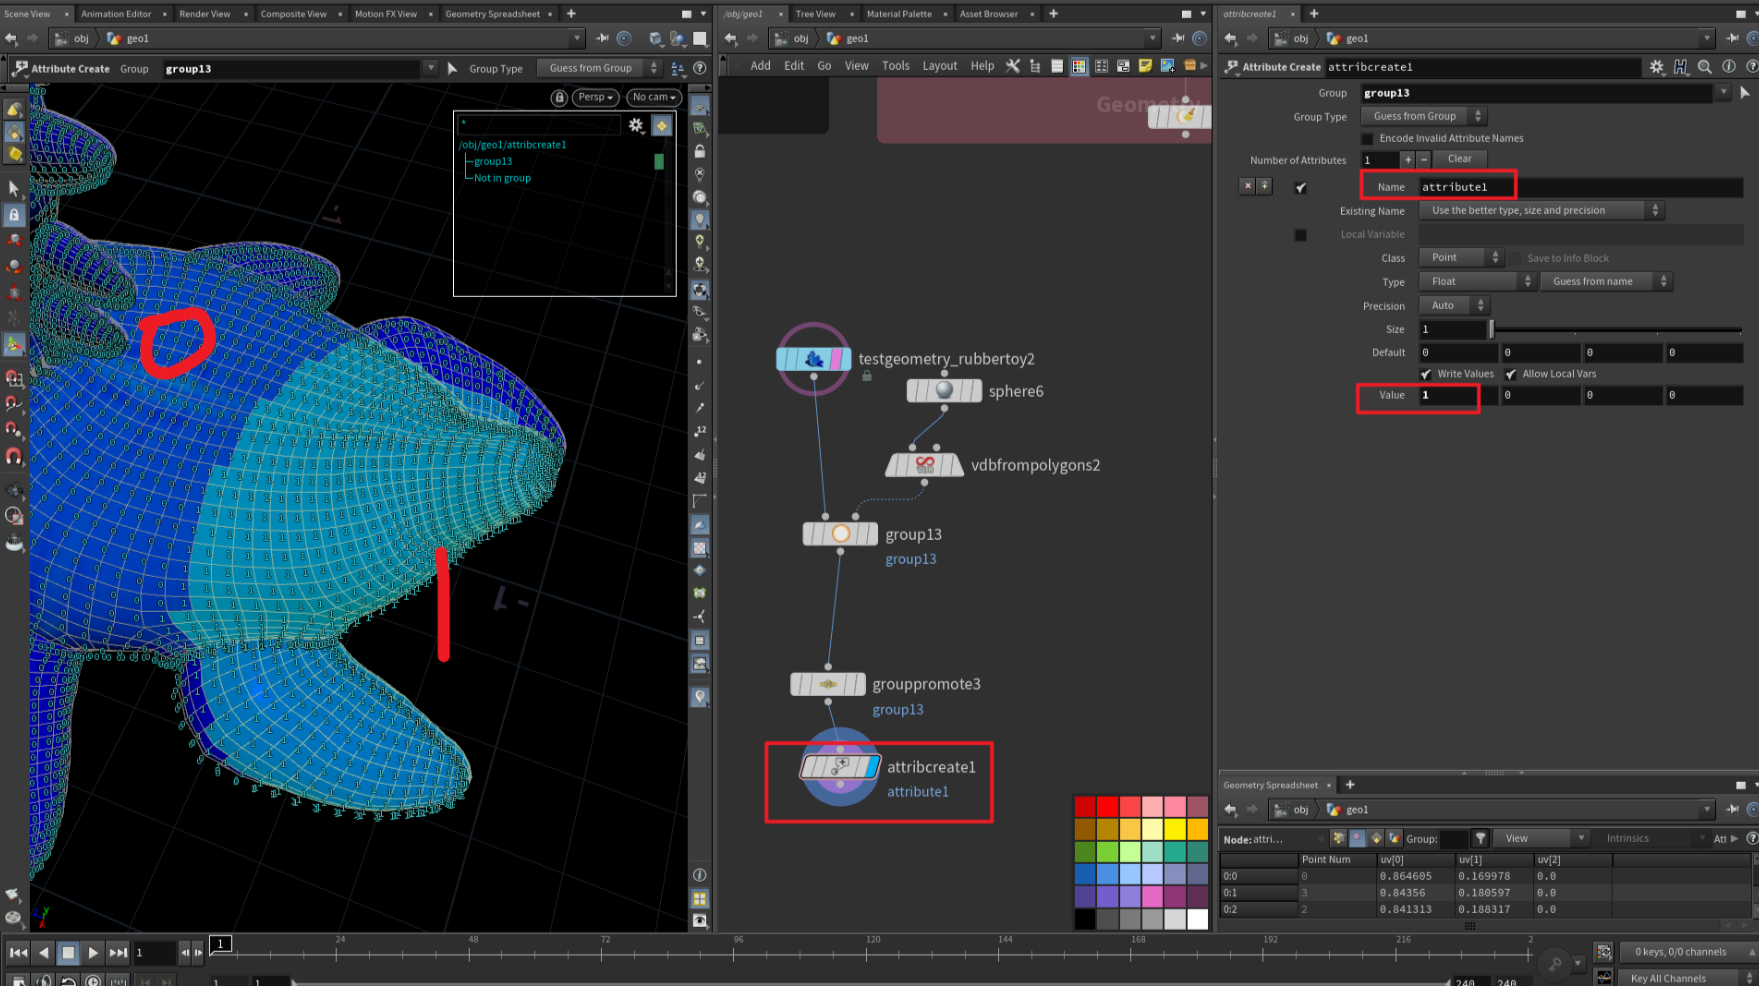 Scene View × Animation Editor × Render View × Composite View × Motion FX View × Geometry Spreadsheet × +
obj geo1
Attribute Create Group group13 Group Type Guess from Group
Persp No cam
*
/obj/geo1/attribcreate1
group13
Not in group
/obj/geo1 × Tree View × Material Palette × Asset Browser × +
obj geo1
Add Edit Go View Tools Layout Help
Geometry
testgeometry_rubbertoy2
sphere6
vdbfrompolygons2
group13
group13
grouppromote3
group13
attribcreate1
attribute1
attribcreate1 × +
obj geo1
Attribute Create attribcreate1
Group group13
Group Type Guess from Group
Encode Invalid Attribute Names
Number of Attributes 1 + − Clear
Name attribute1
Existing Name Use the better type, size and precision
Local Variable
Class Point Save to Info Block
Type Float Guess from name
Precision Auto
Size 1
Default 0 0 0 0
Write Values Allow Local Vars
Value 1 0 0 0
Geometry Spreadsheet × +
obj geo1
Node: attri... Group: View Intrinsics Att
Point Num uv[0] uv[1] uv[2]
0:0 0 0.864605 0.169978 0.0
0:1 3 0.84356 0.180597 0.0
0:2 2 0.841313 0.188317 0.0
1 1 24 48 72 96 120 144 168 192 216 2
0 keys, 0/0 channels
1 1 240 240 Key All Channels